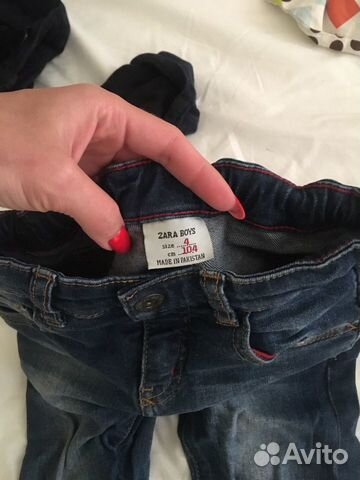 ZARA BOYS
size 4
cm 104
MADE IN PAKISTAN
Avito